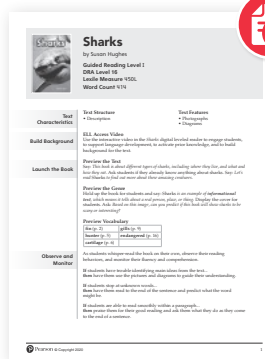 Sharks
Sharks
by Susan Hughes
Guided Reading Level I
DRA Level 16
Lexile Measure 450L
Word Count 414
Text Characteristics
Text Structure
• Description
Text Features
• Photographs
• Diagrams
Build Background
ELL Access Video
Use the interactive video in the Sharks digital leveled reader to engage students,
to support language development, to activate prior knowledge, and to build
background for the text.
Launch the Book
Preview the Text
Say: This book is about different types of sharks, including where they live, and what and
how they eat. Ask students if they already know anything about sharks. Say: Let's
read Sharks to find out more about these amazing creatures.
Preview the Genre
Hold up the book for students and say: Sharks is an example of informational
text, which means it tells about a real person, place, or thing. Display the cover for
students. Ask: Based on this image, can you predict if this book will show sharks to be
scary or interesting?
Preview Vocabulary
fin (p. 2)
gills (p. 9)
hunter (p. 5)
endangered (p. 16)
cartilage (p. 6)
Observe and Monitor
As students whisper-read the book on their own, observe their reading
behaviors, and monitor their fluency and comprehension.
If students have trouble identifying main ideas from the text…
then have them use the pictures and diagrams to guide their understanding.
If students stop at unknown words…
then have them read to the end of the sentence and predict what the word
might be.
If students are able to read smoothly within a paragraph…
then praise them for their good reading and ask them what they do as they come
to the end of a sentence.
Pearson © Copyright 2020
1